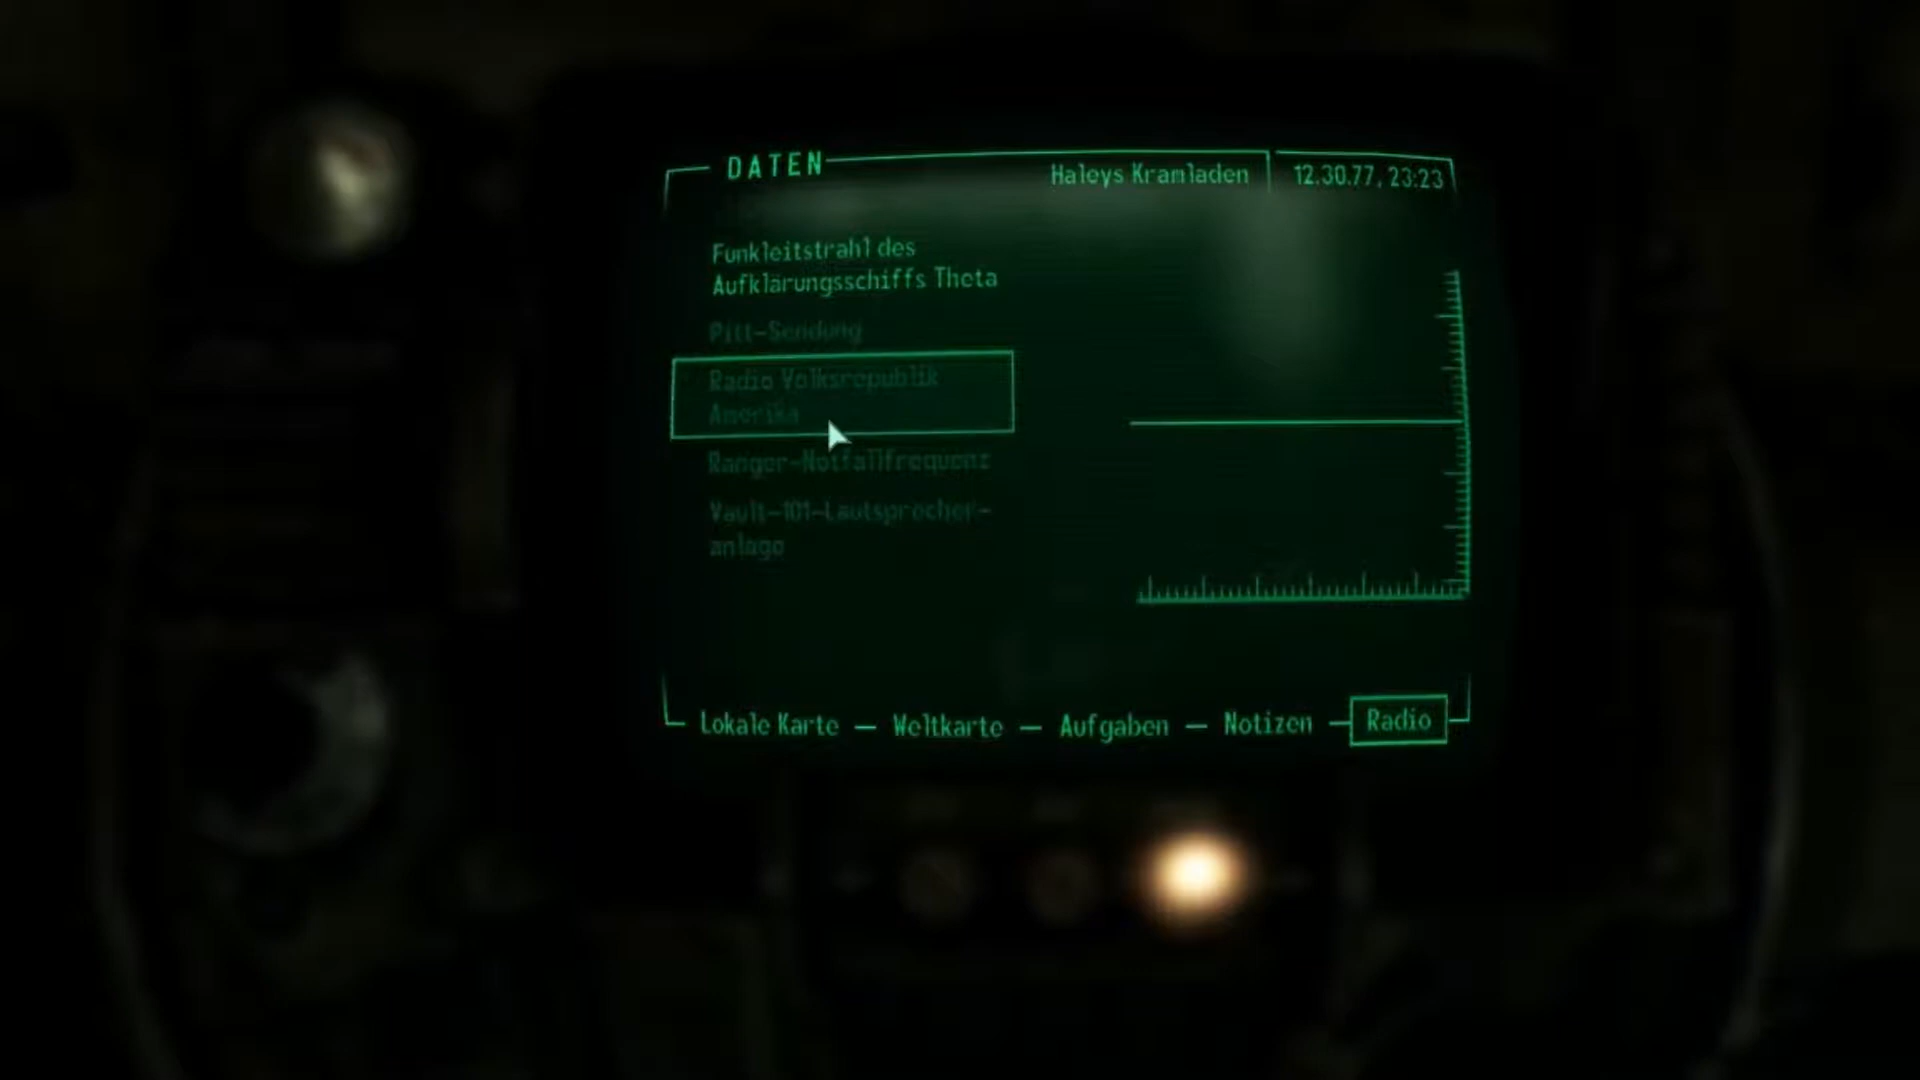 DATEN
Haleys Kramladen
12.30.77, 23:23
Funkleitstrahl des
Aufklärungsschiffs Theta
Pitt-Sendung
Radio Volksrepublik
Amerika
Ranger-Notfallfrequenz
Vault-101-Lautsprecher-
anlage
Lokale Karte — Weltkarte — Aufgaben — Notizen — Radio